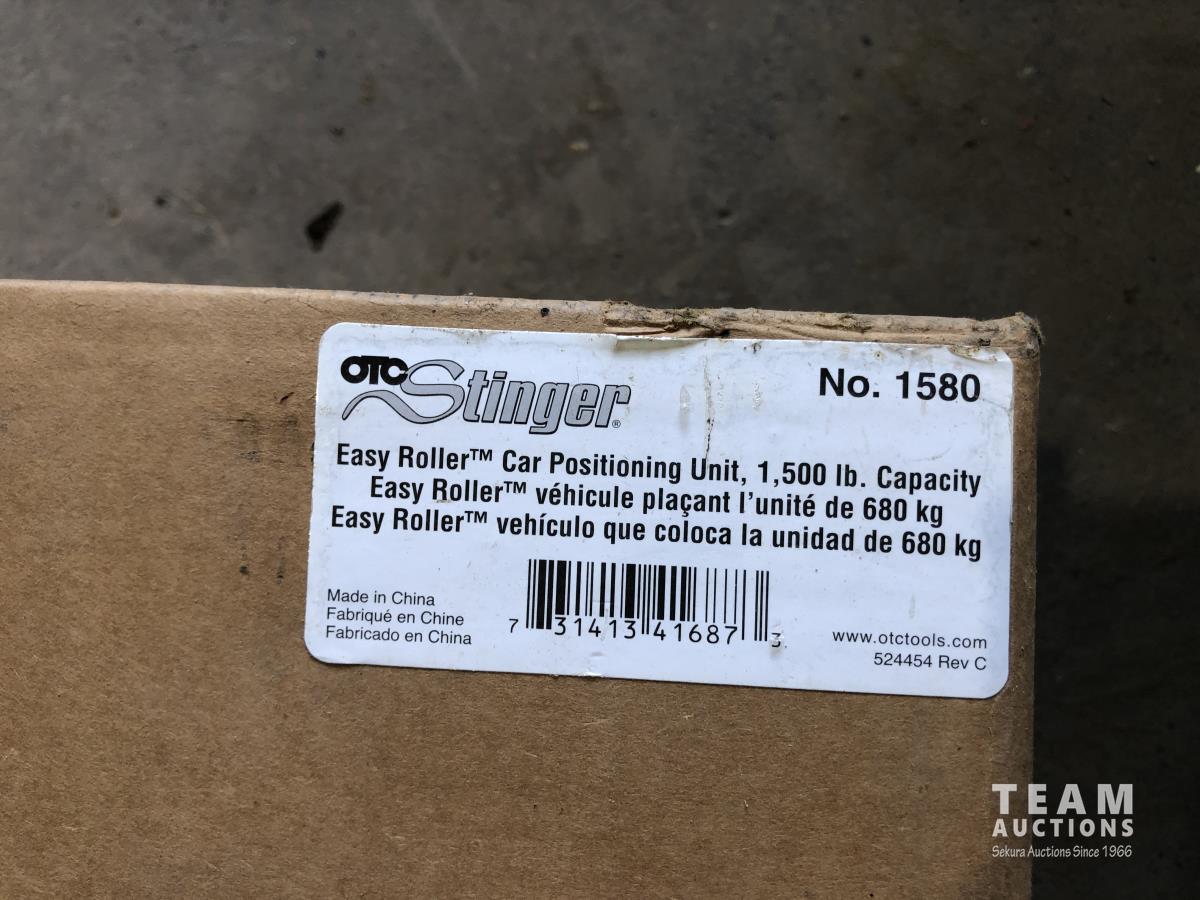 OTC Stinger®
No. 1580
Easy Roller™ Car Positioning Unit, 1,500 lb. Capacity
Easy Roller™ véhicule plaçant l'unité de 680 kg
Easy Roller™ vehículo que coloca la unidad de 680 kg
Made in China
Fabriqué en Chine
Fabricado en China
7 31413 41687 3
www.otctools.com
524454 Rev C
TEAM
AUCTIONS
Sekura Auctions Since 1966